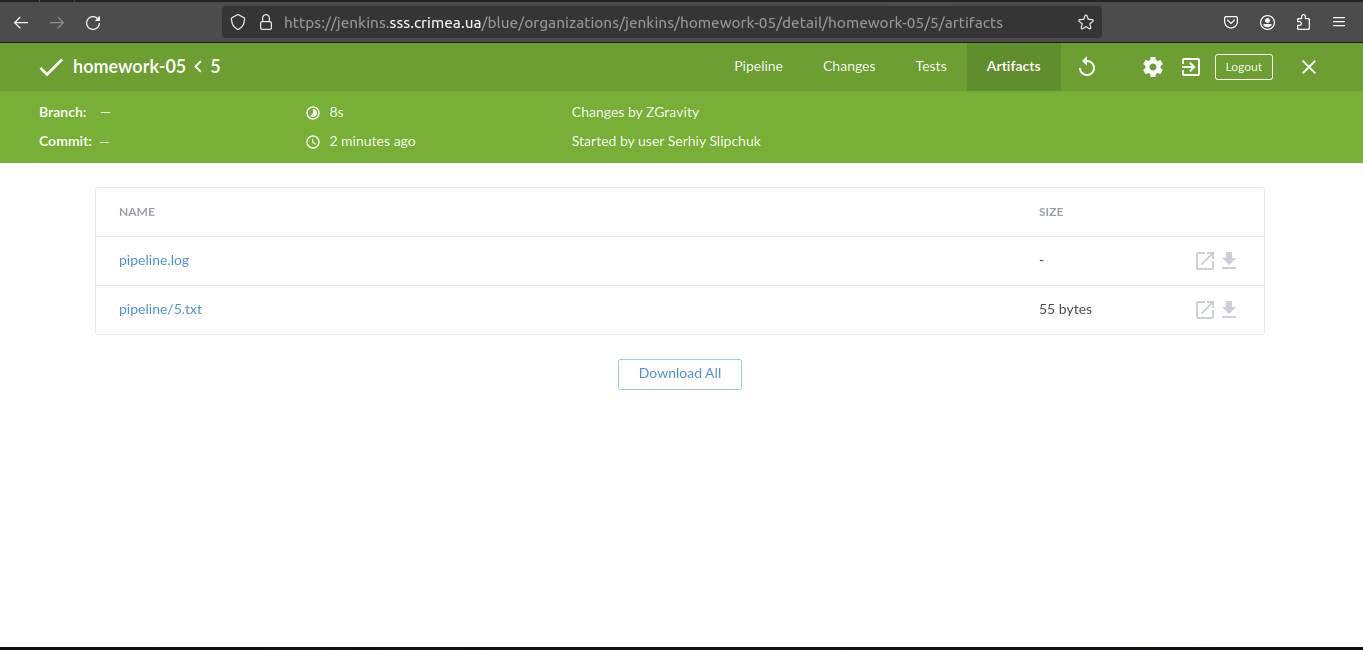 https://jenkins.sss.crimea.ua/blue/organizations/jenkins/homework-05/detail/homework-05/5/artifacts
homework-05 < 5
Pipeline Changes Tests Artifacts Logout
Branch: — 8s Changes by ZGravity
Commit: — 2 minutes ago Started by user Serhiy Slipchuk
NAME SIZE
pipeline.log -
pipeline/5.txt 55 bytes
Download All